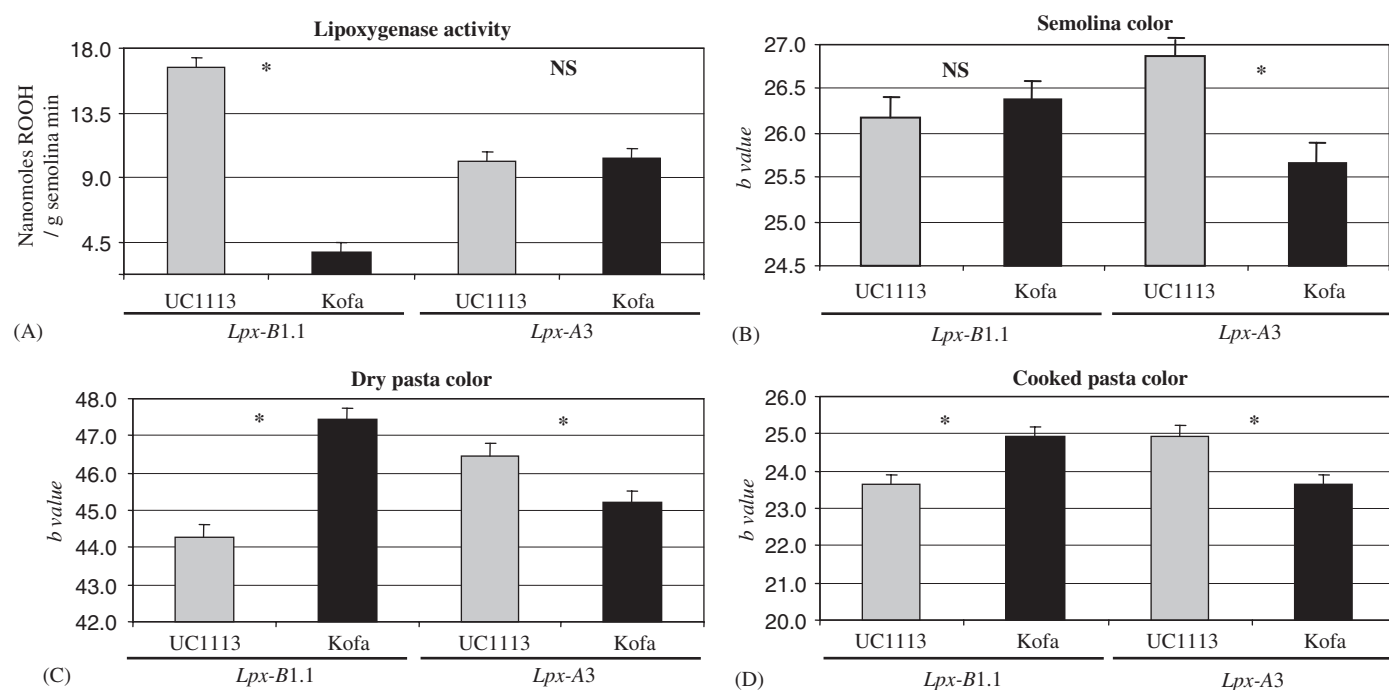 Lipoxygenase activity
18.0
13.5
9.0
4.5
Nanomoles ROOH
/ g semolina min
*
NS
UC1113 Kofa UC1113 Kofa
Lpx-B1.1 Lpx-A3
(A)
Semolina color
27.0
26.5
26.0
25.5
25.0
24.5
b value
NS
*
UC1113 Kofa UC1113 Kofa
Lpx-B1.1 Lpx-A3
(B)
Dry pasta color
48.0
47.0
46.0
45.0
44.0
43.0
42.0
b value
*
*
UC1113 Kofa UC1113 Kofa
Lpx-B1.1 Lpx-A3
(C)
Cooked pasta color
26.0
25.0
24.0
23.0
22.0
21.0
20.0
b value
*
*
UC1113 Kofa UC1113 Kofa
Lpx-B1.1 Lpx-A3
(D)